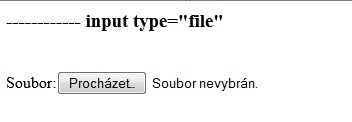 ------------ input type="file"
Soubor: Procházet.. Soubor nevybrán.